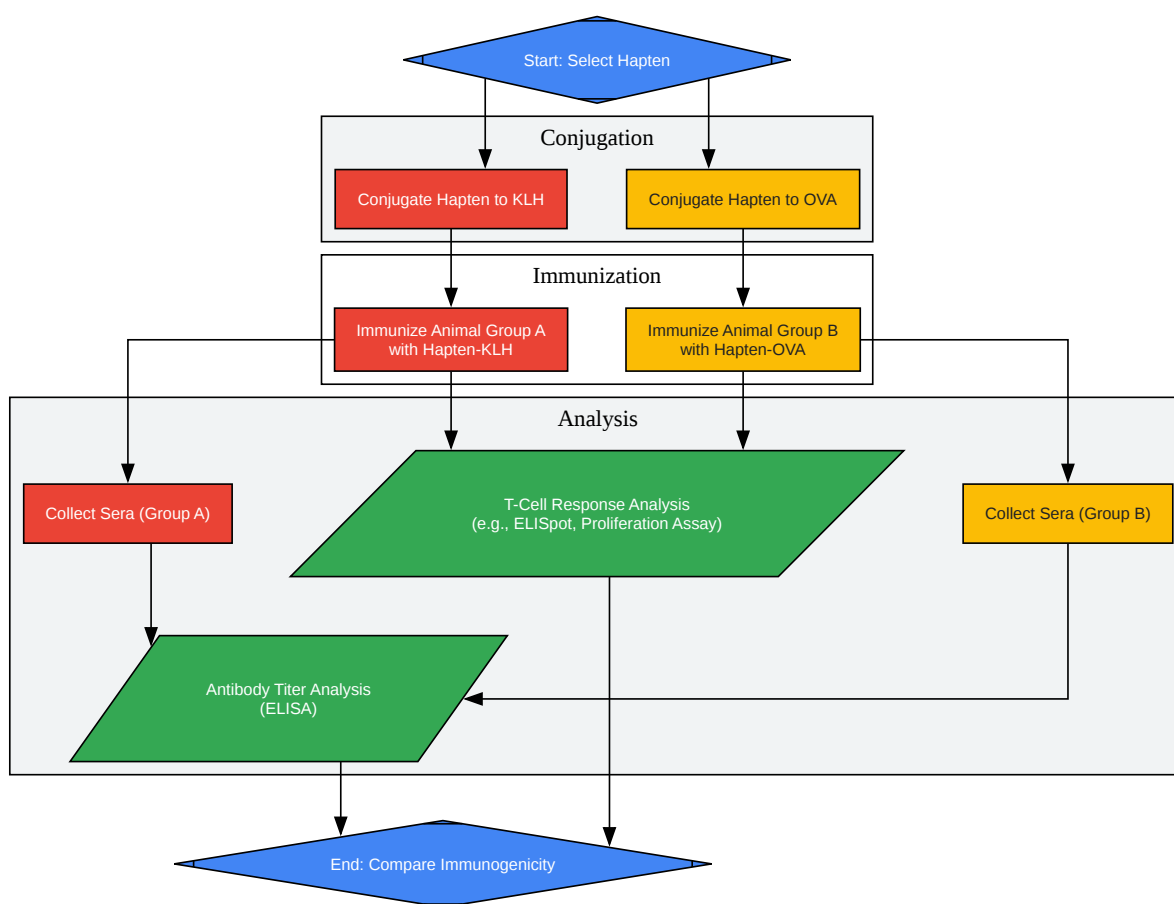 Start: Select Hapten
Conjugation
Conjugate Hapten to KLH
Conjugate Hapten to OVA
Immunization
Immunize Animal Group A
with Hapten-KLH
Immunize Animal Group B
with Hapten-OVA
Analysis
Collect Sera (Group A)
T-Cell Response Analysis
(e.g., ELISpot, Proliferation Assay)
Collect Sera (Group B)
Antibody Titer Analysis
(ELISA)
End: Compare Immunogenicity